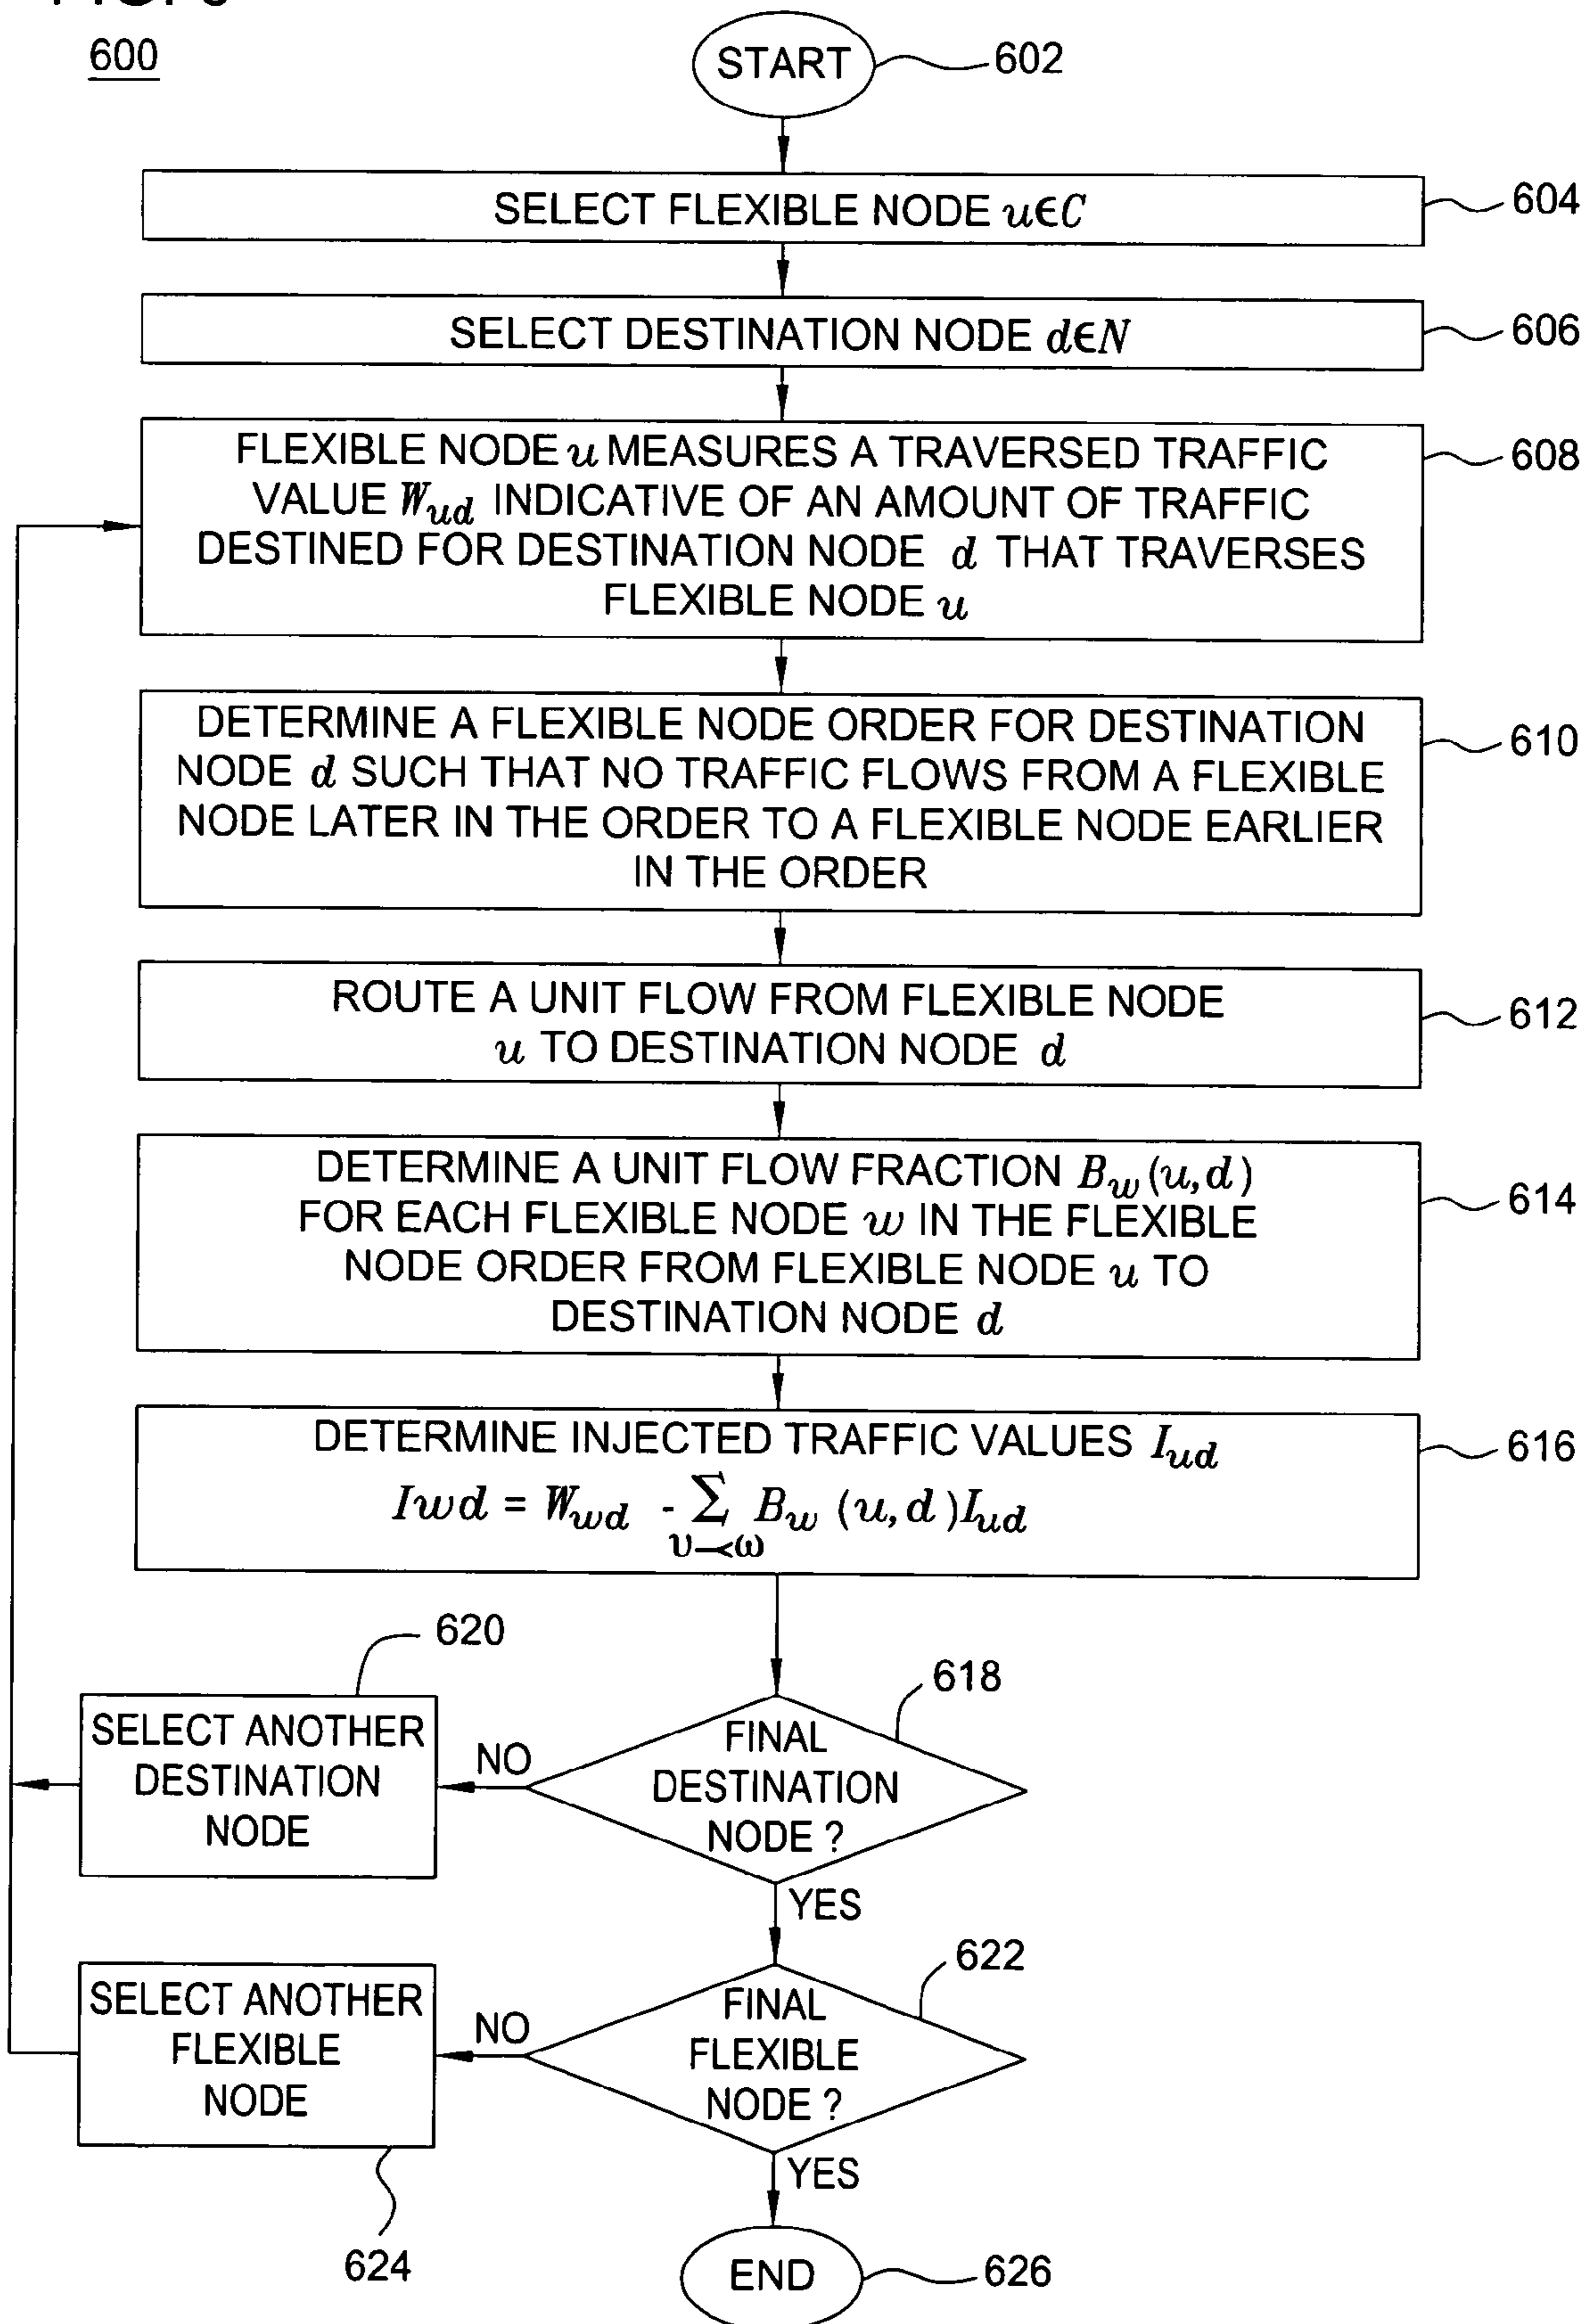 600
START
602
SELECT FLEXIBLE NODE uϵC
604
SELECT DESTINATION NODE dϵN
606
FLEXIBLE NODE u MEASURES A TRAVERSED TRAFFIC
VALUE W_ud INDICATIVE OF AN AMOUNT OF TRAFFIC
DESTINED FOR DESTINATION NODE d THAT TRAVERSES
FLEXIBLE NODE u
608
DETERMINE A FLEXIBLE NODE ORDER FOR DESTINATION
NODE d SUCH THAT NO TRAFFIC FLOWS FROM A FLEXIBLE
NODE LATER IN THE ORDER TO A FLEXIBLE NODE EARLIER
IN THE ORDER
610
ROUTE A UNIT FLOW FROM FLEXIBLE NODE
u TO DESTINATION NODE d
612
DETERMINE A UNIT FLOW FRACTION B_w (u,d)
FOR EACH FLEXIBLE NODE w IN THE FLEXIBLE
NODE ORDER FROM FLEXIBLE NODE u TO
DESTINATION NODE d
614
DETERMINE INJECTED TRAFFIC VALUES I_ud
Iwd = W_wd - Σ B_w (u,d)I_ud
υ≺ω
616
620
618
SELECT ANOTHER
DESTINATION
NODE
NO
FINAL
DESTINATION
NODE ?
YES
622
SELECT ANOTHER
FLEXIBLE
NODE
NO
FINAL
FLEXIBLE
NODE ?
YES
624
END
626